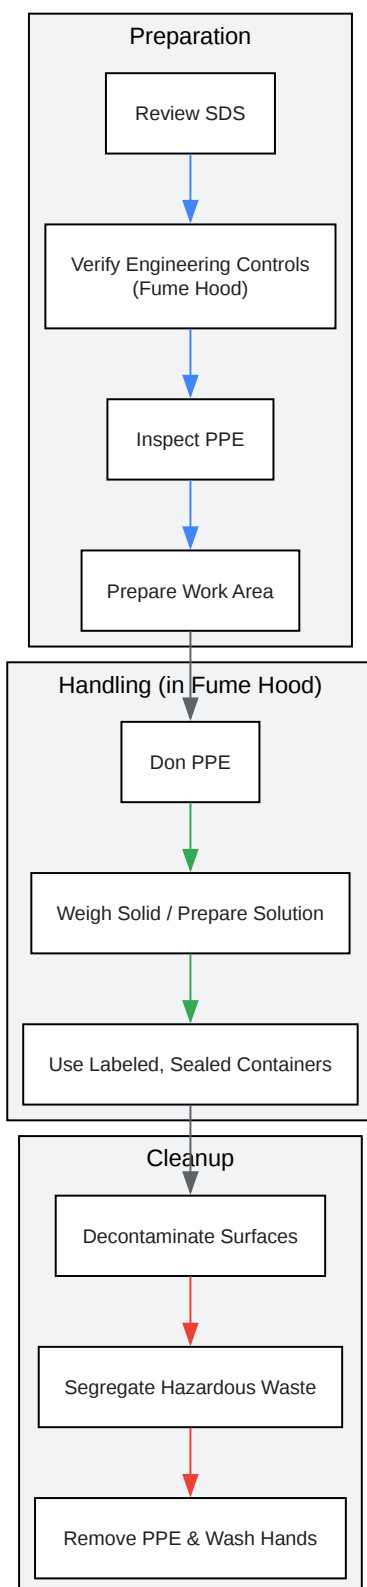 Preparation
Review SDS
Verify Engineering Controls
(Fume Hood)
Inspect PPE
Prepare Work Area
Handling (in Fume Hood)
Don PPE
Weigh Solid / Prepare Solution
Use Labeled, Sealed Containers
Cleanup
Decontaminate Surfaces
Segregate Hazardous Waste
Remove PPE & Wash Hands